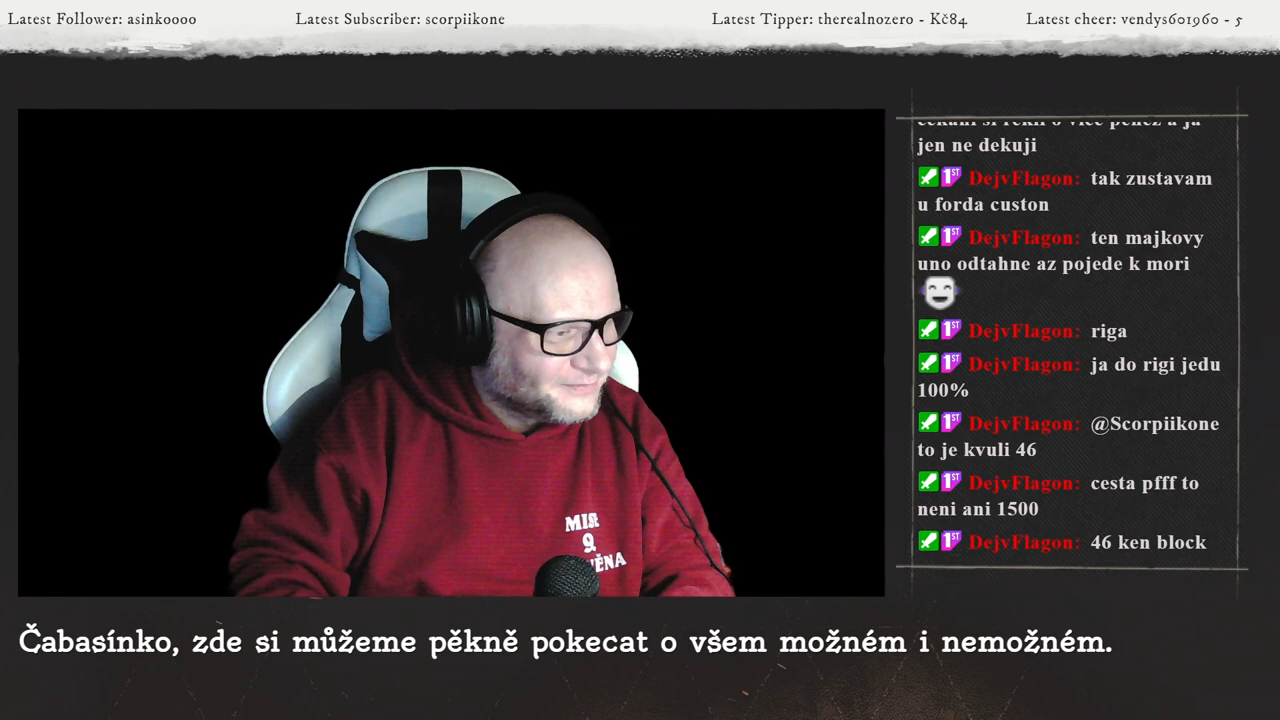 Latest Follower: asinkoooo
Latest Subscriber: scorpiikone
Latest Tipper: therealnozero - Kč84
Latest cheer: vendys601960 - 5
jen ne dekuji
DejvFlagon: tak zustavam
u forda custon
DejvFlagon: ten majkovy
uno odtahne az pojede k mori
DejvFlagon: riga
DejvFlagon: ja do rigi jedu
100%
DejvFlagon: @Scorpiikone
to je kvuli 46
DejvFlagon: cesta pfff to
neni ani 1500
DejvFlagon: 46 ken block
MISR
9
Čabasínko, zde si můžeme pěkně pokecat o všem možném i nemožném.